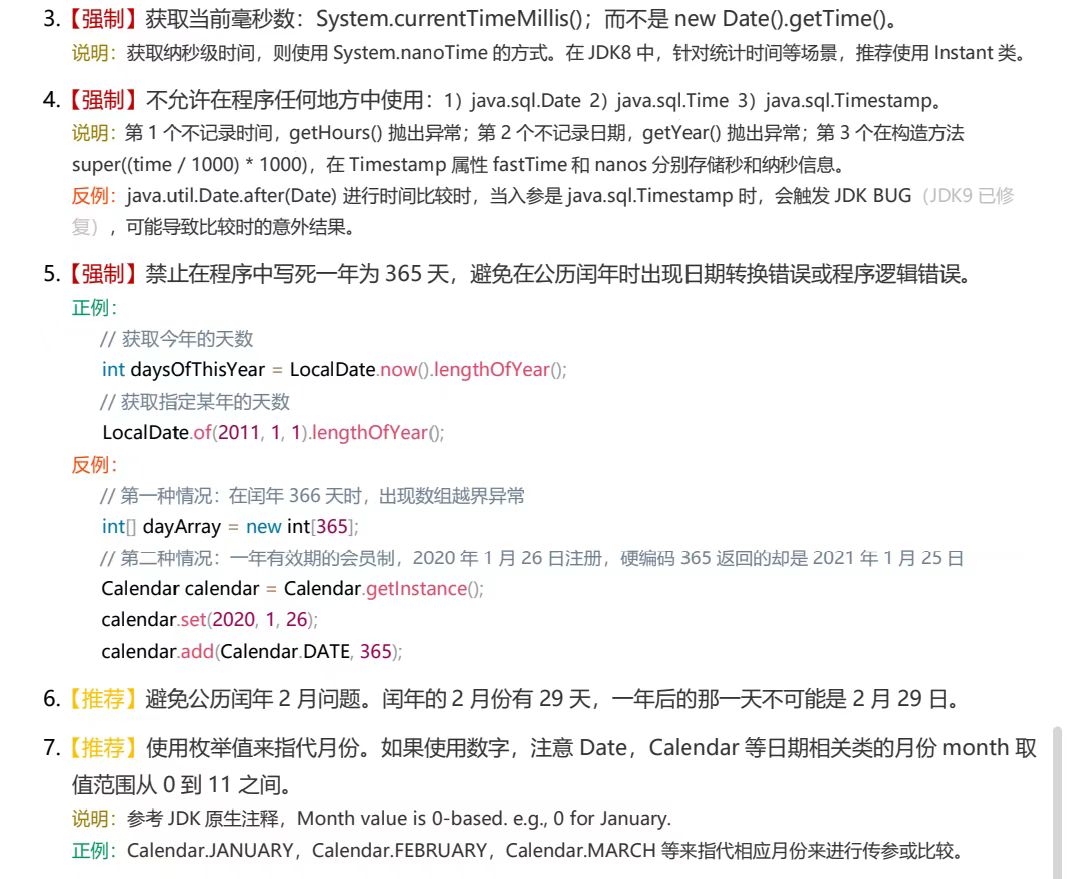 3.【强制】获取当前毫秒数：System.currentTimeMillis()；而不是 new Date().getTime()。
说明：获取纳秒级时间，则使用 System.nanoTime 的方式。在 JDK8 中，针对统计时间等场景，推荐使用 Instant 类。
4.【强制】不允许在程序任何地方中使用：1）java.sql.Date 2）java.sql.Time 3）java.sql.Timestamp。
说明：第 1 个不记录时间，getHours() 抛出异常；第 2 个不记录日期，getYear() 抛出异常；第 3 个在构造方法
super((time / 1000) * 1000)，在 Timestamp 属性 fastTime 和 nanos 分别存储秒和纳秒信息。
反例：java.util.Date.after(Date) 进行时间比较时，当入参是 java.sql.Timestamp 时，会触发 JDK BUG（JDK9 已修
复），可能导致比较时的意外结果。
5.【强制】禁止在程序中写死一年为 365 天，避免在公历闰年时出现日期转换错误或程序逻辑错误。
正例：
// 获取今年的天数
int daysOfThisYear = LocalDate.now().lengthOfYear();
// 获取指定某年的天数
LocalDate.of(2011, 1, 1).lengthOfYear();
反例：
// 第一种情况：在闰年 366 天时，出现数组越界异常
int[] dayArray = new int[365];
// 第二种情况：一年有效期的会员制，2020 年 1 月 26 日注册，硬编码 365 返回的却是 2021 年 1 月 25 日
Calendar calendar = Calendar.getInstance();
calendar.set(2020, 1, 26);
calendar.add(Calendar.DATE, 365);
6.【推荐】避免公历闰年 2 月问题。闰年的 2 月份有 29 天，一年后的那一天不可能是 2 月 29 日。
7.【推荐】使用枚举值来指代月份。如果使用数字，注意 Date，Calendar 等日期相关类的月份 month 取
值范围从 0 到 11 之间。
说明：参考 JDK 原生注释，Month value is 0-based. e.g., 0 for January.
正例：Calendar.JANUARY，Calendar.FEBRUARY，Calendar.MARCH 等来指代相应月份来进行传参或比较。